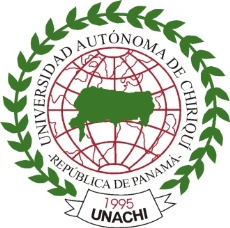 UNIVERSIDAD AUTÓNOMA DE CHIRIQUÍ
-REPÚBLICA DE PANAMÁ-
1995
UNACHI